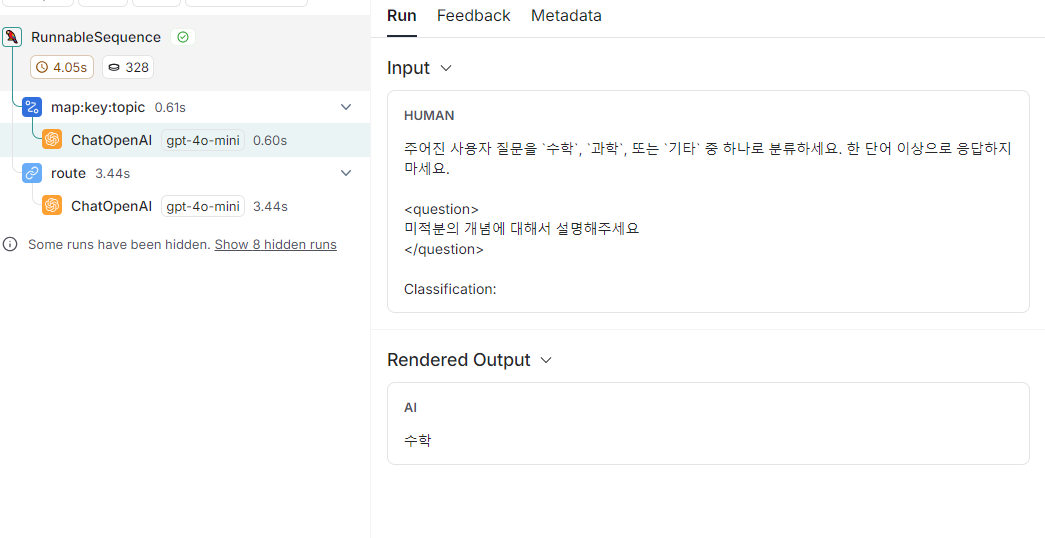 Run Feedback Metadata
RunnableSequence
4.05s 328
map:key:topic 0.61s
ChatOpenAI gpt-4o-mini 0.60s
route 3.44s
ChatOpenAI gpt-4o-mini 3.44s
Some runs have been hidden. Show 8 hidden runs
Input
HUMAN
주어진 사용자 질문을 `수학`, `과학`, 또는 `기타` 중 하나로 분류하세요. 한 단어 이상으로 응답하지
마세요.
<question>
미적분의 개념에 대해서 설명해주세요
</question>
Classification:
Rendered Output
AI
수학